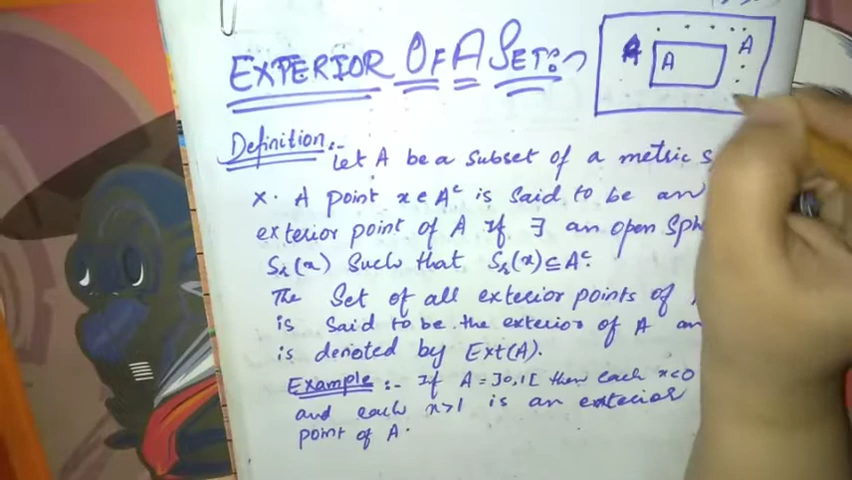 EXPERIOR OF A SET:~
A A
A
Definition:- Let A be a subset of a metric s
X. A point x ∈ Aᶜ is said to be an
exterior point of A if ∃ an open Sph
Sᵣ(x) Such that Sᵣ(x) ⊆ Aᶜ.
The Set of all exterior points of
is said to be the exterior of A an
is denoted by Ext(A).
Example:- If A = ]0,1[ then each x<0
and each x>1 is an exterior
point of A.